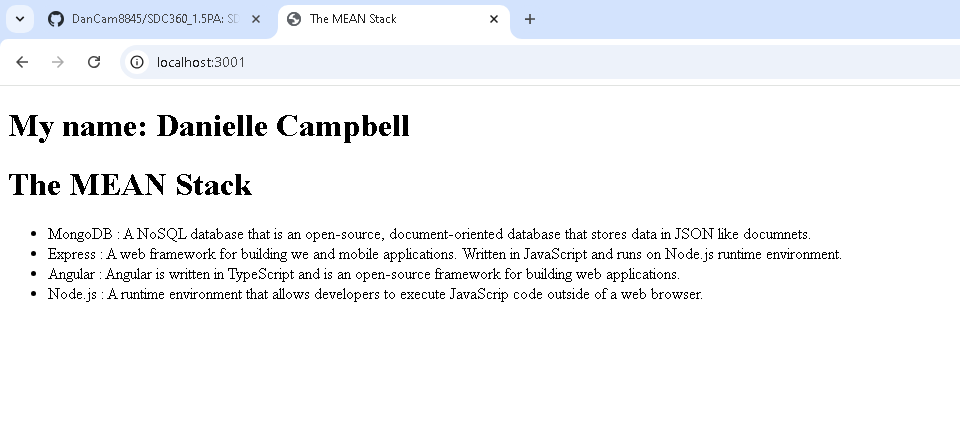 DanCam8845/SDC360_1.5PA: SD
The MEAN Stack
localhost:3001
My name: Danielle Campbell
The MEAN Stack
MongoDB : A NoSQL database that is an open-source, document-oriented database that stores data in JSON like documnets.
Express : A web framework for building we and mobile applications. Written in JavaScript and runs on Node.js runtime environment.
Angular : Angular is written in TypeScript and is an open-source framework for building web applications.
Node.js : A runtime environment that allows developers to execute JavaScrip code outside of a web browser.